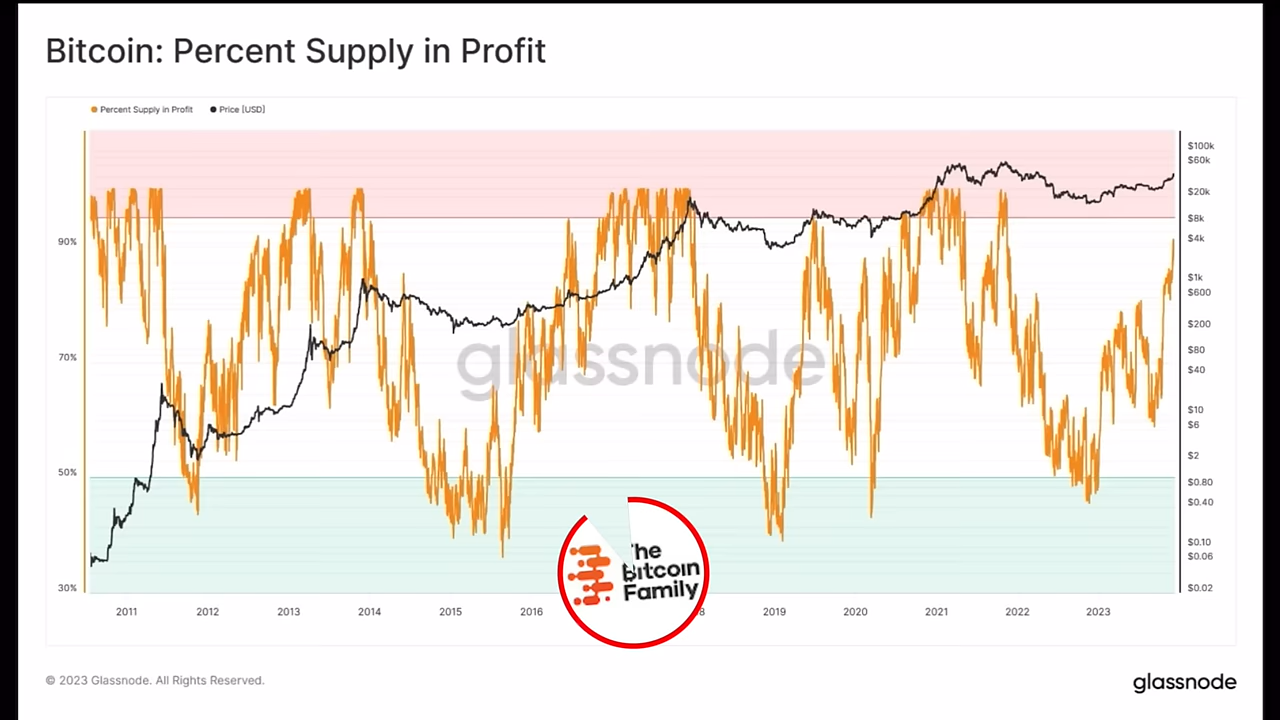 Bitcoin: Percent Supply in Profit
Percent Supply in Profit Price [USD]
$100k
$60k
$20k
90% $8k
$4k
$1k
$600
$200
70% $80
$40
$10
$6
$2
50% $0.80
$0.40
$0.10
$0.06
30% $0.02
glassnode
The
Bitcoin
Family
2011 2012 2013 2014 2015 2016 2019 2020 2021 2022 2023
© 2023 Glassnode. All Rights Reserved.
glassnode